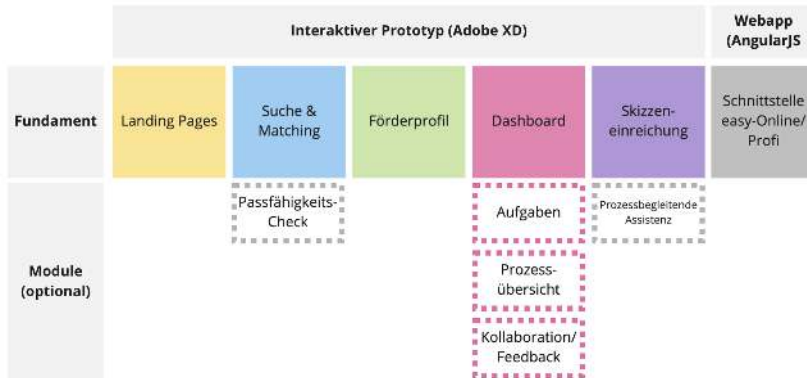 Interaktiver Prototyp (Adobe XD)
Webapp
(AngularJS
Fundament
Landing Pages
Suche &
Matching
Förderprofil
Dashboard
Skizzen-
einreichung
Schnittstelle
easy-Online/
Profi
Module
(optional)
Passfähigkeits-
Check
Aufgaben
Prozessbegleitende
Assistenz
Prozess-
übersicht
Kollaboration/
Feedback